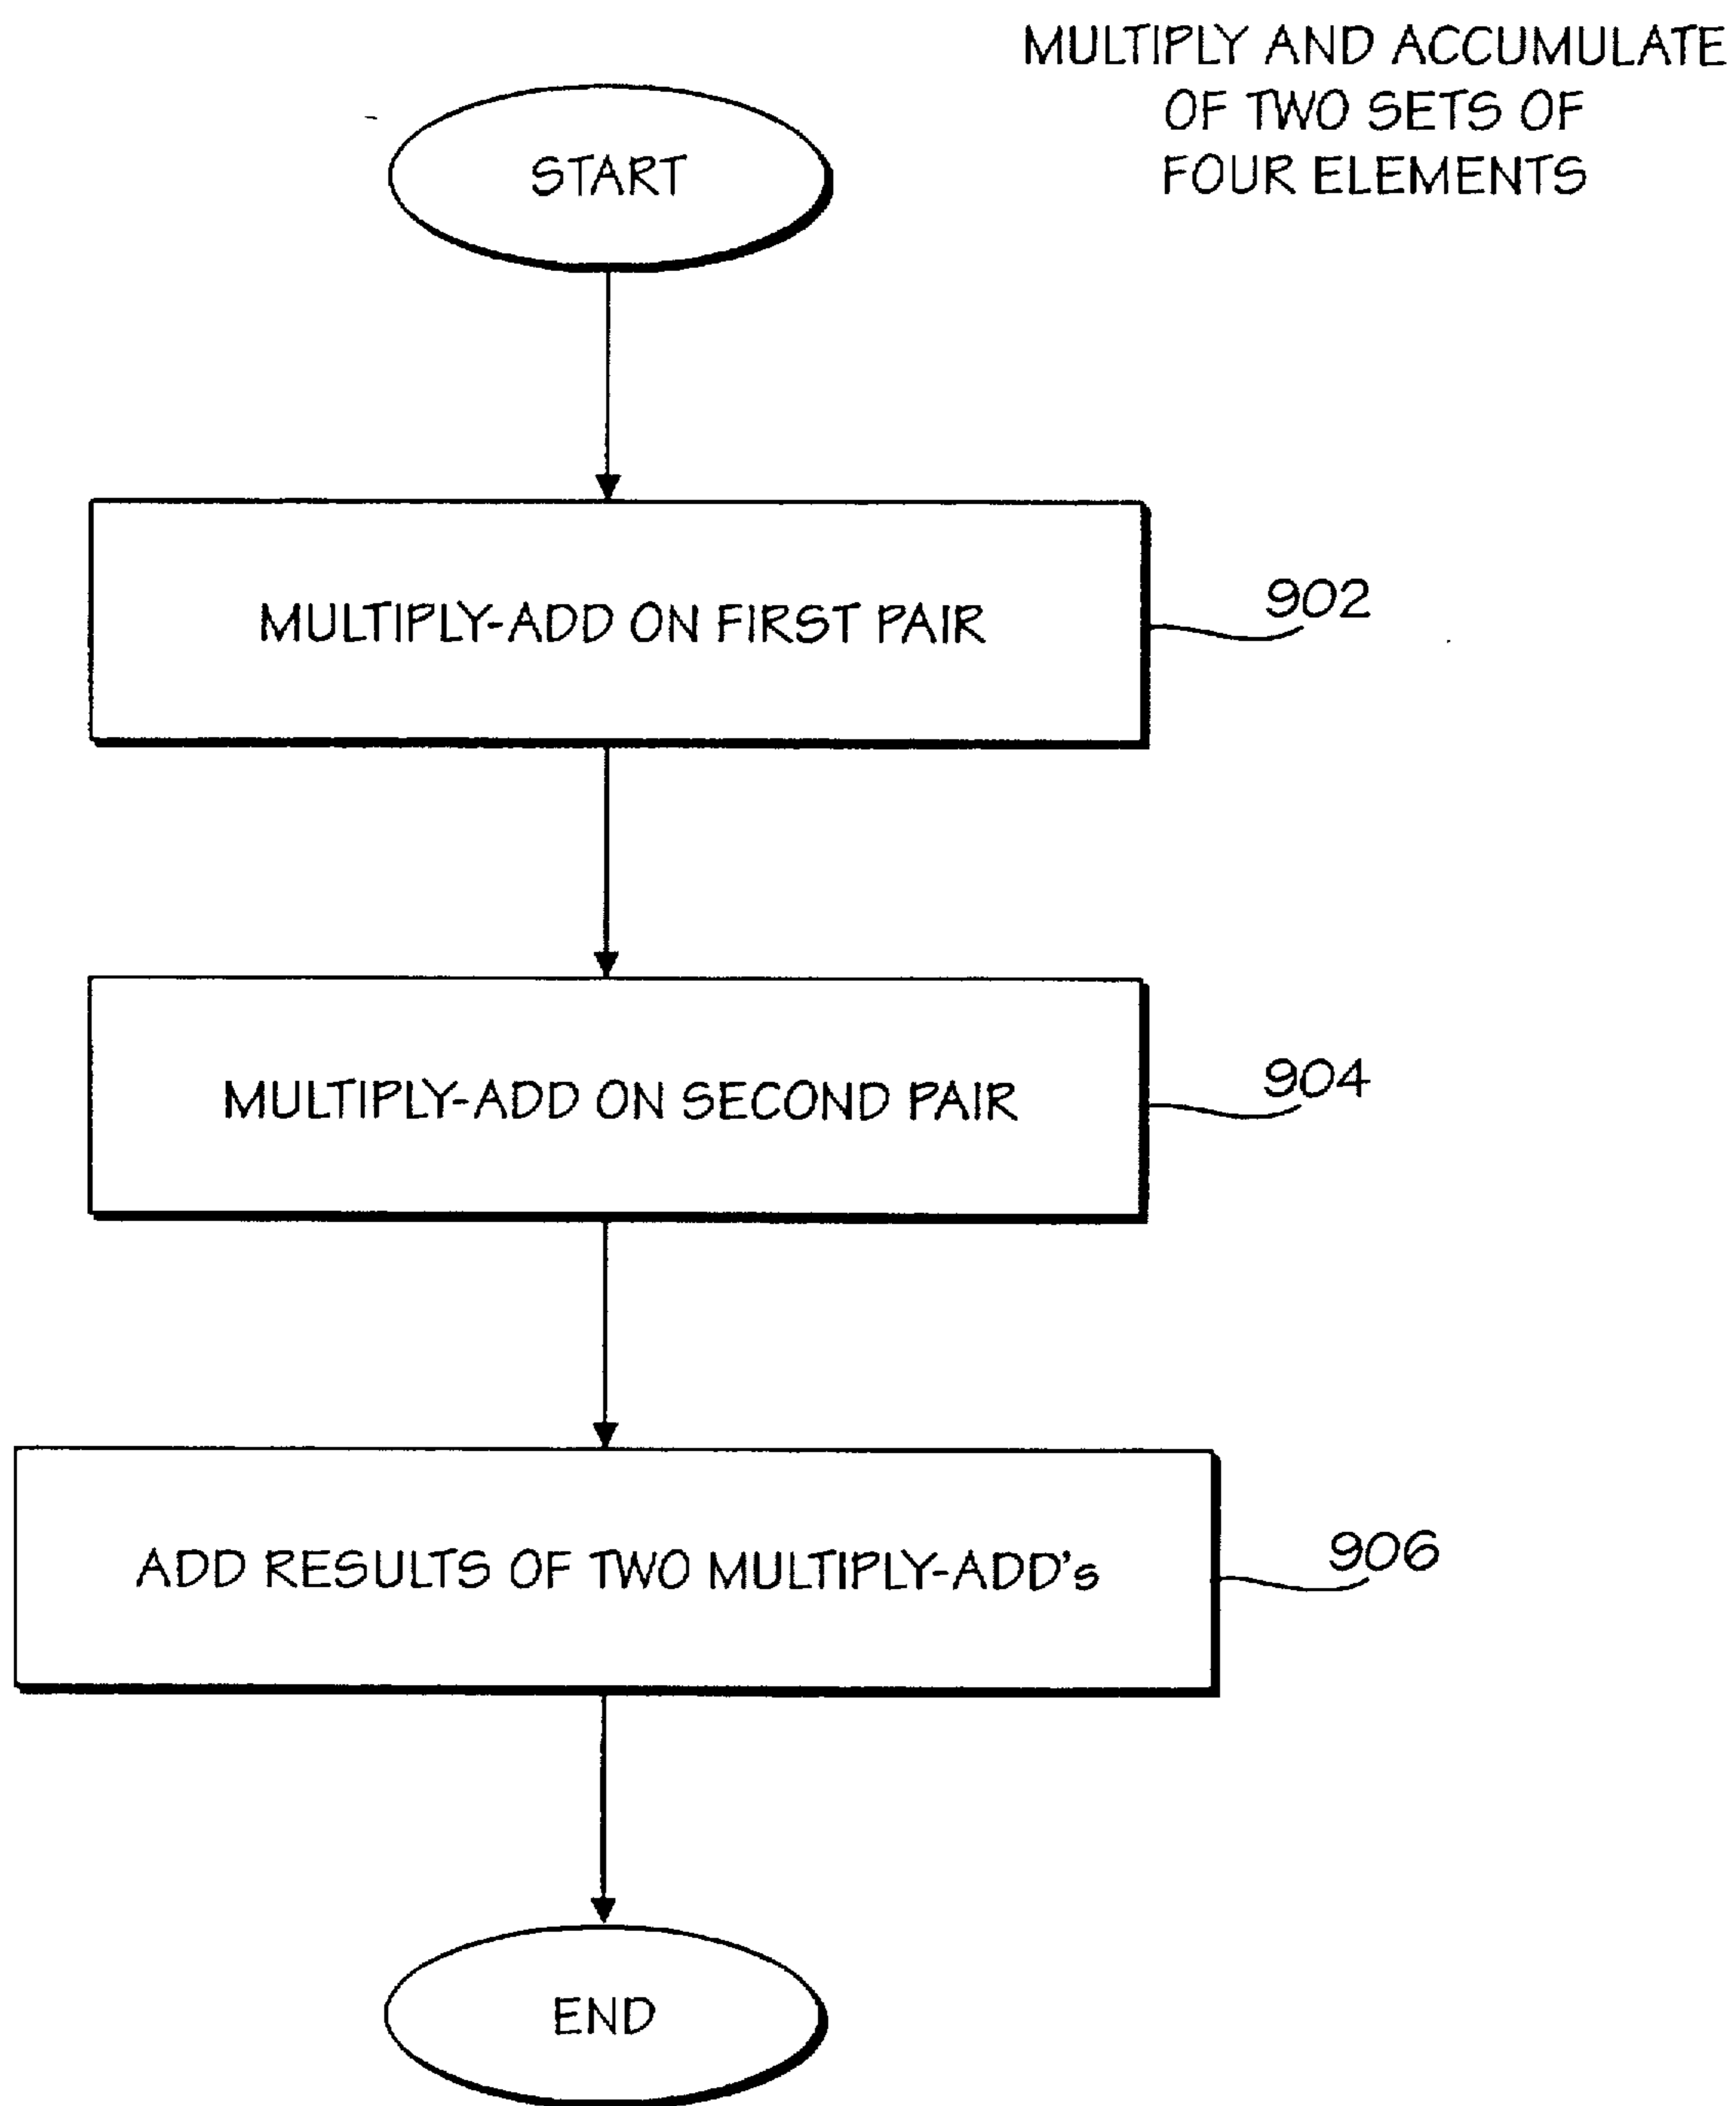 MULTIPLY AND ACCUMULATE
OF TWO SETS OF
FOUR ELEMENTS
START
MULTIPLY-ADD ON FIRST PAIR
902
MULTIPLY-ADD ON SECOND PAIR
904
ADD RESULTS OF TWO MULTIPLY-ADD's
906
END